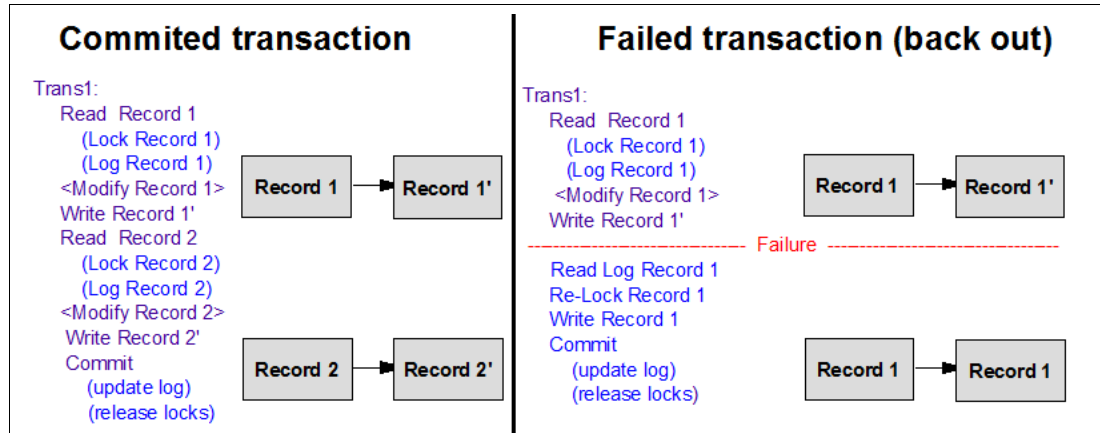 Commited transaction
Trans1:
Read Record 1
(Lock Record 1)
(Log Record 1)
<Modify Record 1>
Write Record 1'
Read Record 2
(Lock Record 2)
(Log Record 2)
<Modify Record 2>
Write Record 2'
Commit
(update log)
(release locks)
Record 1
Record 1'
Record 2
Record 2'
Failed transaction (back out)
Trans1:
Read Record 1
(Lock Record 1)
(Log Record 1)
<Modify Record 1>
Write Record 1'
Record 1
Record 1'
Failure
Read Log Record 1
Re-Lock Record 1
Write Record 1
Commit
(update log)
(release locks)
Record 1
Record 1